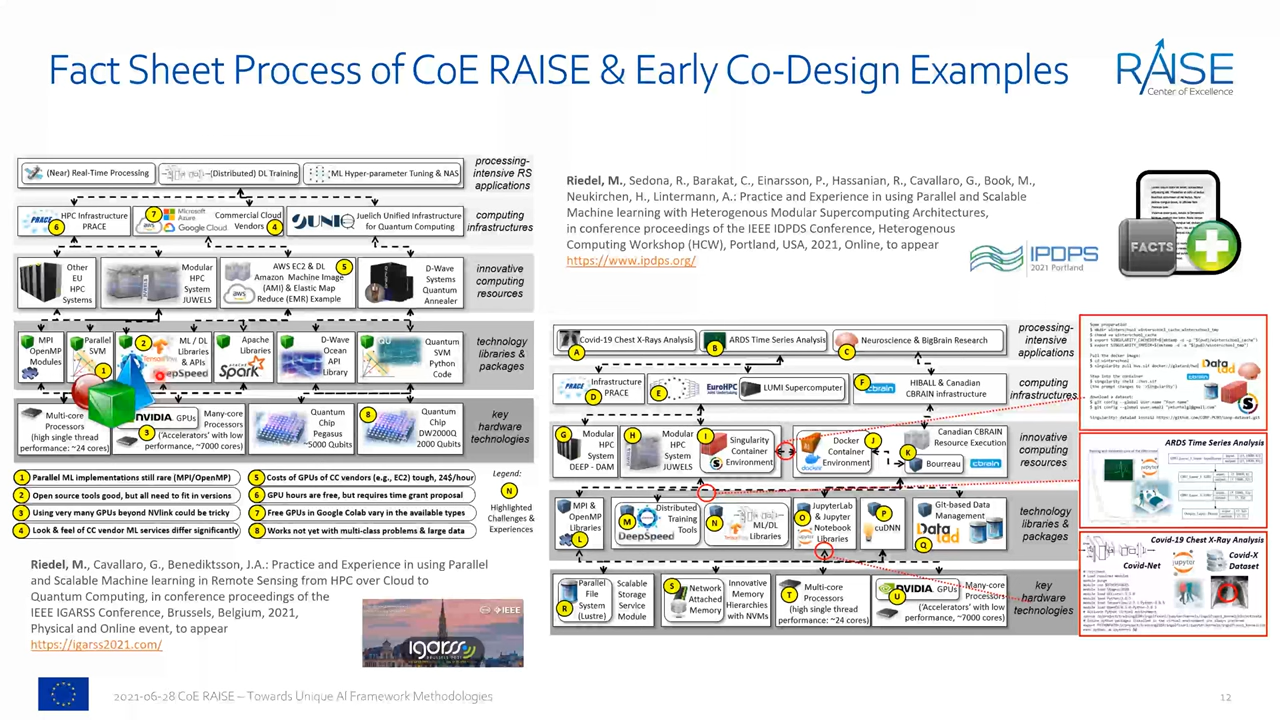 Fact Sheet Process of CoE RAISE & Early Co-Design Examples
RAISE
Center of Excellence
(Near) Real-Time Processing
(Distributed) DL Training
ML Hyper-parameter Tuning & NAS
processing-
intensive RS
applications
HPC Infrastructure
PRACE
6
7
Microsoft
Azure
aws
Google Cloud
Commercial Cloud
Vendors
4
JUNIQ
Juelich Unified Infrastructure
for Quantum Computing
computing
infrastructures
Other
EU
HPC
Systems
Modular
HPC
System
JUWELS
AWS EC2 & DL
Amazon Machine Image
(AMI) & Elastic Map
Reduce (EMR) Example
5
aws
D-Wave
Systems
Quantum
Annealer
innovative
computing
resources
MPI
OpenMP
Modules
Parallel
SVM
1
2
ML / DL
Libraries
& APIs
DeepSpeed
Apache
Libraries
Spark
D-Wave
Ocean
API
Library
QU
Quantum
SVM
Python
Code
technology
libraries &
packages
Multi-core
Processors
(high single thread
performance: ~24 cores)
NVIDIA GPUs
3
Many-core
Processors
('Accelerators' with low
performance, ~7000 cores)
Quantum
Chip
Pegasus
~5000 Qubits
8
Quantum
Chip
DW2000Q
2000 Qubits
key
hardware
technologies
1 Parallel ML implementations still rare (MPI/OpenMP)
2 Open source tools good, but all need to fit in versions
3 Using very many GPUs beyond NVlink could be tricky
4 Look & feel of CC vendor ML services differ significantly
5 Costs of GPUs of CC vendors (e.g., EC2) tough, 24$/hour
6 GPU hours are free, but requires time grant proposal
7 Free GPUs in Google Colab vary in the available types
8 Works not yet with multi-class problems & large data
Legend:
N
Highlighted
Challenges &
Experiences
Riedel, M., Cavallaro, G., Benediktsson, J.A.: Practice and Experience in using Parallel
and Scalable Machine learning in Remote Sensing from HPC over Cloud to
Quantum Computing, in conference proceedings of the
IEEE IGARSS Conference, Brussels, Belgium, 2021,
Physical and Online event, to appear
https://igarss2021.com/
IEEE
igarss
Riedel, M., Sedona, R., Barakat, C., Einarsson, P., Hassanian, R., Cavallaro, G., Book, M.,
Neukirchen, H., Lintermann, A.: Practice and Experience in using Parallel and Scalable
Machine learning with Heterogenous Modular Supercomputing Architectures,
in conference proceedings of the IEEE IDPDS Conference, Heterogenous
Computing Workshop (HCW), Portland, USA, 2021, Online, to appear
https://www.ipdps.org/
IPDPS
2021 Portland
FACTS
Covid-19 Chest X-Rays Analysis
A
ARDS Time Series Analysis
B
Neuroscience & BigBrain Research
C
processing-
intensive
applications
PRACE
Infrastructure
PRACE
D
E
EuroHPC
LUMI Supercomputer
F
cbrain
HIBALL & Canadian
CBRAIN infrastructure
computing
infrastructures
G
Modular
HPC
System
DEEP - DAM
H
Modular
HPC
System
JUWELS
I
Singularity
Container
Environment
Docker
Container
Environment
docker
J
K
Canadian CBRAIN
Resource Execution
Bourreau
cbrain
innovative
computing
resources
MPI &
OpenMP
Libraries
L
M
Distributed
Training
Tools
DeepSpeed
N
ML/DL
Libraries
O
JupyterLab
& Jupyter
Notebook
Libraries
P
cuDNN
Git-based Data
Management
Q
DataLad
technology
libraries &
packages
R
Parallel
File
System
(Lustre)
Scalable
Storage
Service
Module
S
Network
Attached
Memory
Innovative
Memory
Hierarchies
with NVMs
T
Multi-core
Processors
(high single thread
performance: ~24 cores)
NVIDIA GPUs
U
Many-core
Processors
('Accelerators' with low
performance, ~7000 cores)
key
hardware
technologies
ARDS Time Series Analysis
Covid-19 Chest X-Ray Analysis
Covid-Net
Covid-X
Dataset
2021-06-28 CoE RAISE – Towards Unique AI Framework Methodologies
12